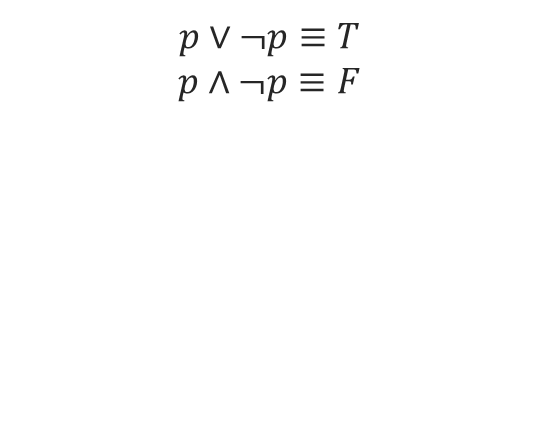 p ∨ ¬p ≡ T
p ∧ ¬p ≡ F